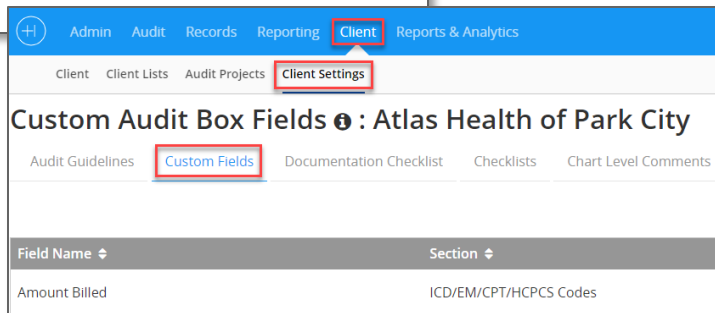 H Admin Audit Records Reporting Client Reports & Analytics
Client Client Lists Audit Projects Client Settings
Custom Audit Box Fields i : Atlas Health of Park City
Audit Guidelines Custom Fields Documentation Checklist Checklists Chart Level Comments
Field Name Section
Amount Billed ICD/EM/CPT/HCPCS Codes